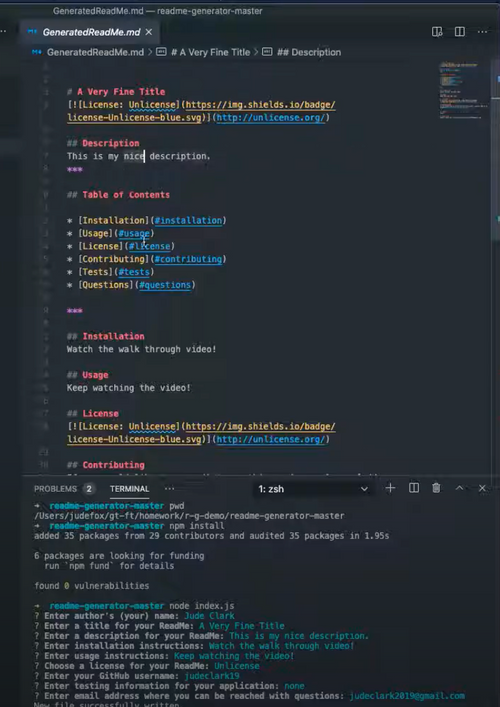 GeneratedReadMe.md — readme-generator-master
GeneratedReadMe.md ×
GeneratedReadMe.md > # A Very Fine Title > ## Description
# A Very Fine Title
[![License: Unlicense](https://img.shields.io/badge/
license-Unlicense-blue.svg)](http://unlicense.org/)
## Description
This is my nice description.
***
## Table of Contents
* [Installation](#installation)
* [Usage](#usage)
* [License](#license)
* [Contributing](#contributing)
* [Tests](#tests)
* [Questions](#questions)
***
## Installation
Watch the walk through video!
## Usage
Keep watching the video!
## License
[![License: Unlicense](https://img.shields.io/badge/
license-Unlicense-blue.svg)](http://unlicense.org/)
## Contributing
PROBLEMS 2 TERMINAL ··· 1: zsh
→ readme-generator-master pwd
/Users/judefox/gt-ft/homework/r-g-demo/readme-generator-master
→ readme-generator-master npm install
added 35 packages from 29 contributors and audited 35 packages in 1.95s
6 packages are looking for funding
run `npm fund` for details
found 0 vulnerabilities
→ readme-generator-master node index.js
? Enter author's (your) name: Jude Clark
? Enter a title for your ReadMe: A Very Fine Title
? Enter a description for your ReadMe: This is my nice description.
? Enter installation instructions: Watch the walk through video!
? Enter usage instructions: Keep watching the video!
? Choose a license for your ReadMe: Unlicense
? Enter your GitHub username: judeclark19
? Enter testing information for your application: none
? Enter email address where you can be reached with questions: judeclark2019@gmail.com
New file successfully written